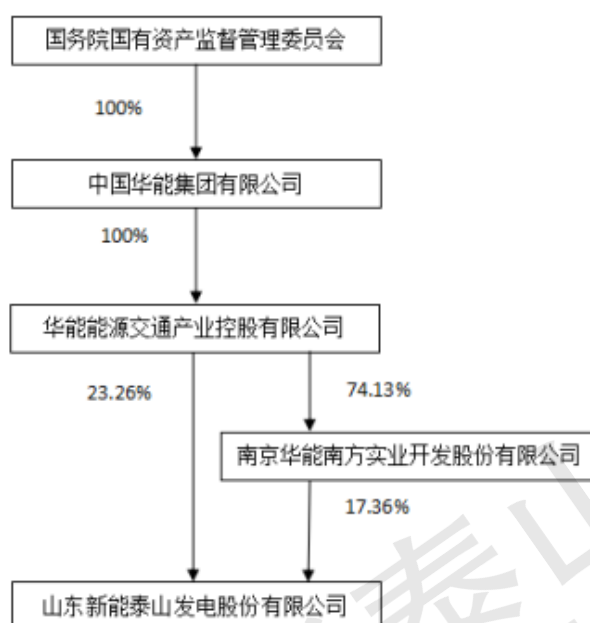 国务院国有资产监督管理委员会
100%
中国华能集团有限公司
100%
华能能源交通产业控股有限公司
23.26%
74.13%
南京华能南方实业开发股份有限公司
17.36%
山东新能泰山发电股份有限公司
泰山